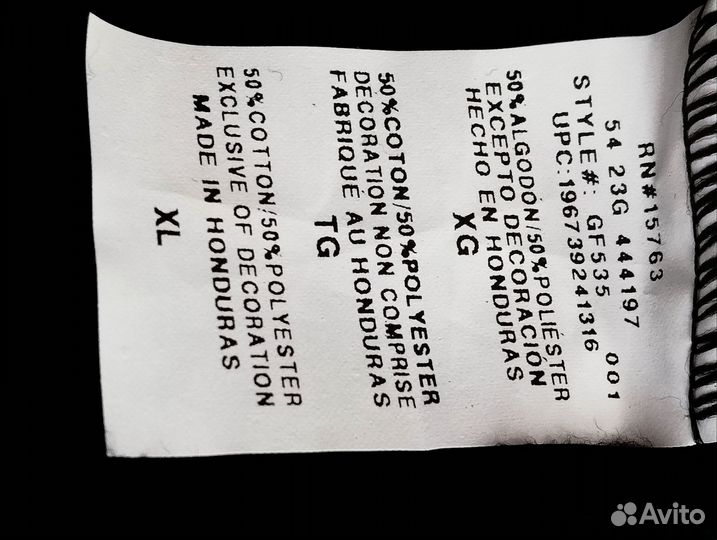 RN#15763
54 23G 444197 001
STYLE#: GF535
UPC:196739241316
50%ALGODÓN/50%POLIÉSTER
EXCEPTO DECORACIÓN
HECHO EN HONDURAS
XG
50%COTON/50%POLYESTER
DÉCORATION NON COMPRISE
FABRIQUÉ AU HONDURAS
TG
50%COTTON/50%POLYESTER
EXCLUSIVE OF DECORATION
MADE IN HONDURAS
XL
Avito